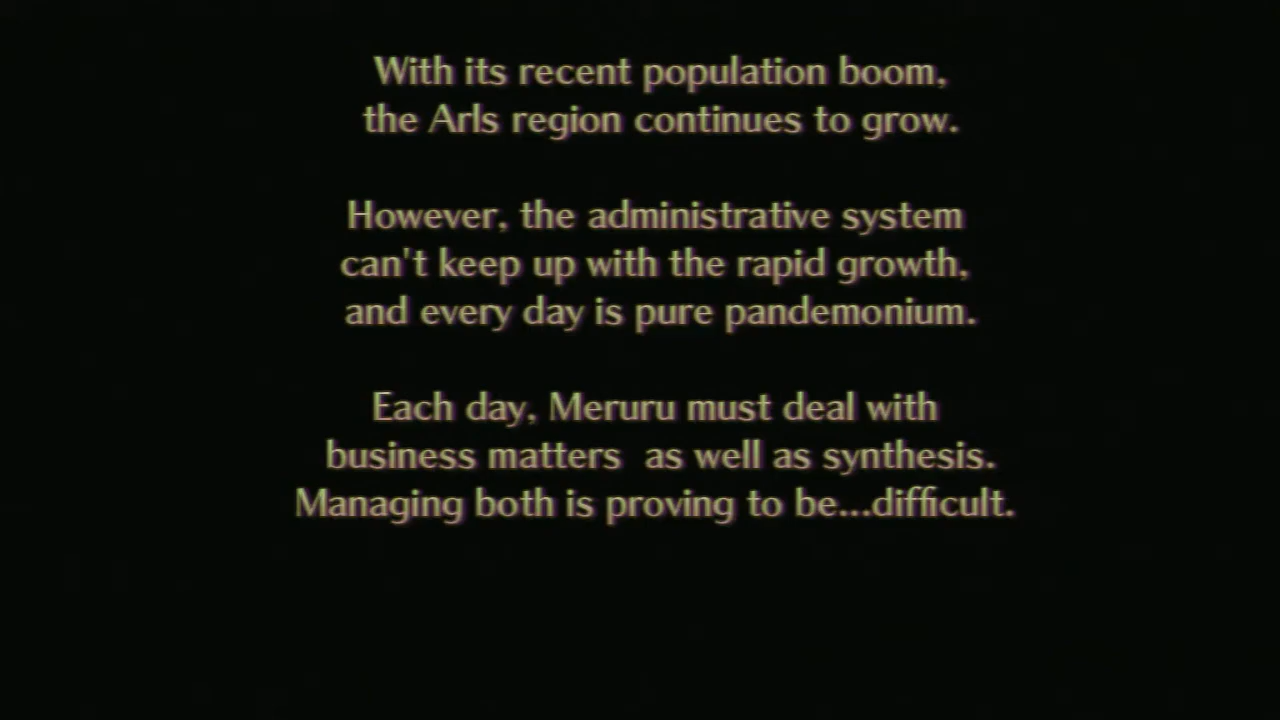 With its recent population boom,
the Arls region continues to grow.
However, the administrative system
can't keep up with the rapid growth,
and every day is pure pandemonium.
Each day, Meruru must deal with
business matters  as well as synthesis.
Managing both is proving to be...difficult.